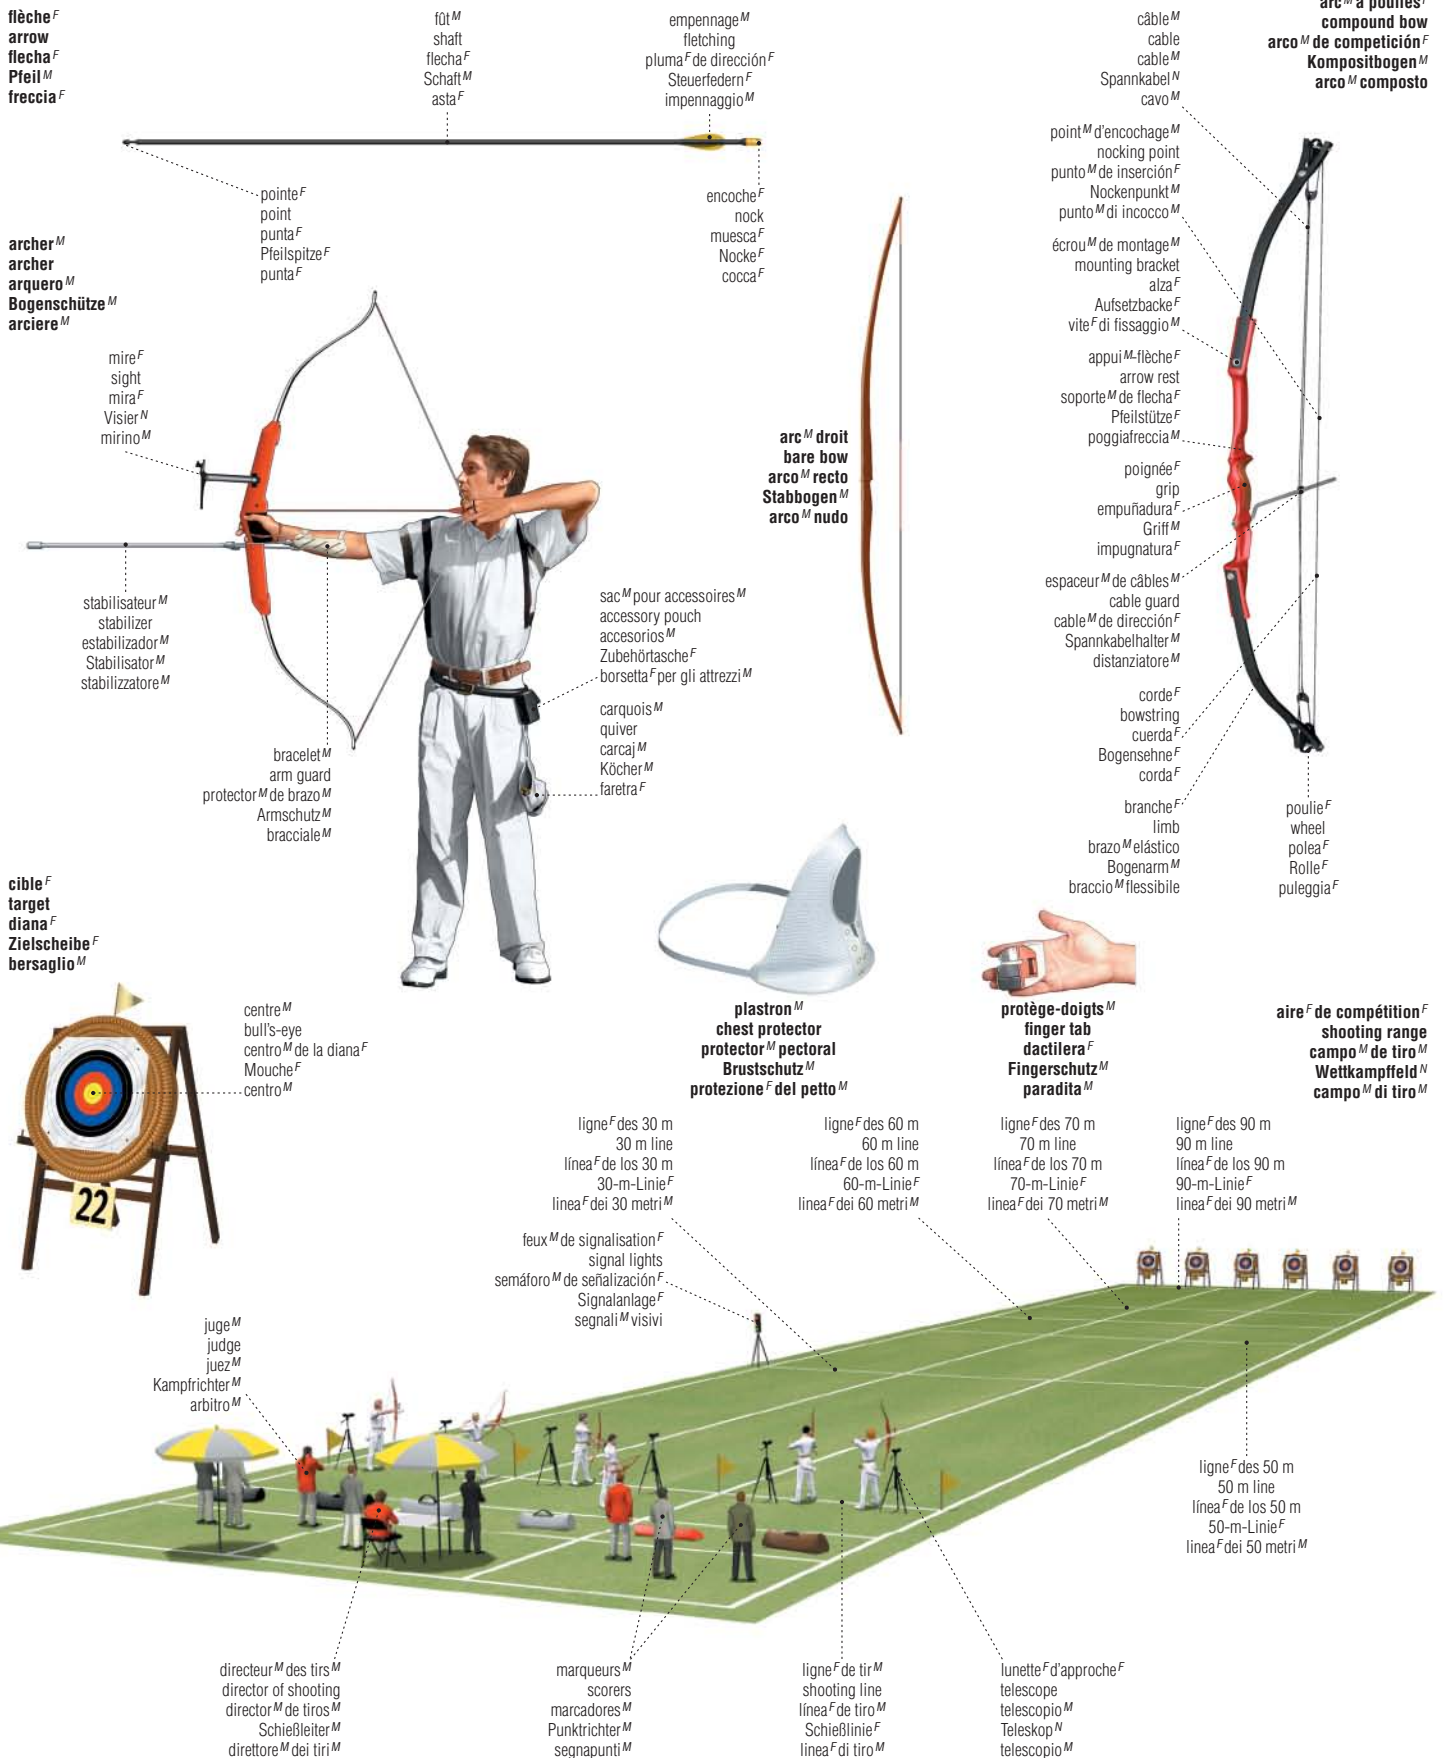 flèche F
arrow
flecha F
Pfeil M
freccia F
fût M
shaft
flecha F
Schaft M
asta F
empennage M
fletching
pluma F de dirección F
Steuerfedern F
impennaggio M
câble M
cable
cable M
Spannkabel N
cavo M
arc M à poulies F
compound bow
arco M de competición F
Kompositbogen M
arco M composto
pointe F
point
punta F
Pfeilspitze F
punta F
encoche F
nock
muesca F
Nocke F
cocca F
point M d'encochage M
nocking point
punto M de inserción F
Nockenpunkt M
punto M di incocco M
écrou M de montage M
mounting bracket
alza F
Aufsetzbacke F
vite F di fissaggio M
appui M-flèche F
arrow rest
soporte M de flecha F
Pfeilstütze F
poggiafreccia M
poignée F
grip
empuñadura F
Griff M
impugnatura F
espaceur M de câbles M
cable guard
cable M de dirección F
Spannkabelhalter M
distanziatore M
corde F
bowstring
cuerda F
Bogensehne F
corda F
branche F
limb
brazo M elástico
Bogenarm M
braccio M flessibile
poulie F
wheel
polea F
Rolle F
puleggia F
archer M
archer
arquero M
Bogenschütze M
arciere M
mire F
sight
mira F
Visier N
mirino M
arc M droit
bare bow
arco M recto
Stabbogen M
arco M nudo
stabilisateur M
stabilizer
estabilizador M
Stabilisator M
stabilizzatore M
sac M pour accessoires M
accessory pouch
accesorios M
Zubehörtasche F
borsetta F per gli attrezzi M
carquois M
quiver
carcaj M
Köcher M
faretra F
bracelet M
arm guard
protector M de brazo M
Armschutz M
bracciale M
cible F
target
diana F
Zielscheibe F
bersaglio M
centre M
bull's-eye
centro M de la diana F
Mouche F
centro M
22
plastron M
chest protector
protector M pectoral
Brustschutz M
protezione F del petto M
protège-doigts M
finger tab
dactilera F
Fingerschutz M
paradita M
aire F de compétition F
shooting range
campo M de tiro M
Wettkampffeld N
campo M di tiro M
ligne F des 30 m
30 m line
línea F de los 30 m
30-m-Linie F
linea F dei 30 metri M
ligne F des 60 m
60 m line
línea F de los 60 m
60-m-Linie F
linea F dei 60 metri M
ligne F des 70 m
70 m line
línea F de los 70 m
70-m-Linie F
linea F dei 70 metri M
ligne F des 90 m
90 m line
línea F de los 90 m
90-m-Linie F
linea F dei 90 metri M
feux M de signalisation F
signal lights
semáforo M de señalización F
Signalanlage F
segnali M visivi
juge M
judge
juez M
Kampfrichter M
arbitro M
ligne F des 50 m
50 m line
línea F de los 50 m
50-m-Linie F
linea F dei 50 metri M
directeur M des tirs M
director of shooting
director M de tiros M
Schießleiter M
direttore M dei tiri M
marqueurs M
scorers
marcadores M
Punktrichter M
segnapunti M
ligne F de tir M
shooting line
línea F de tiro M
Schießlinie F
linea F di tiro M
lunette F d'approche F
telescope
telescopio M
Teleskop N
telescopio M